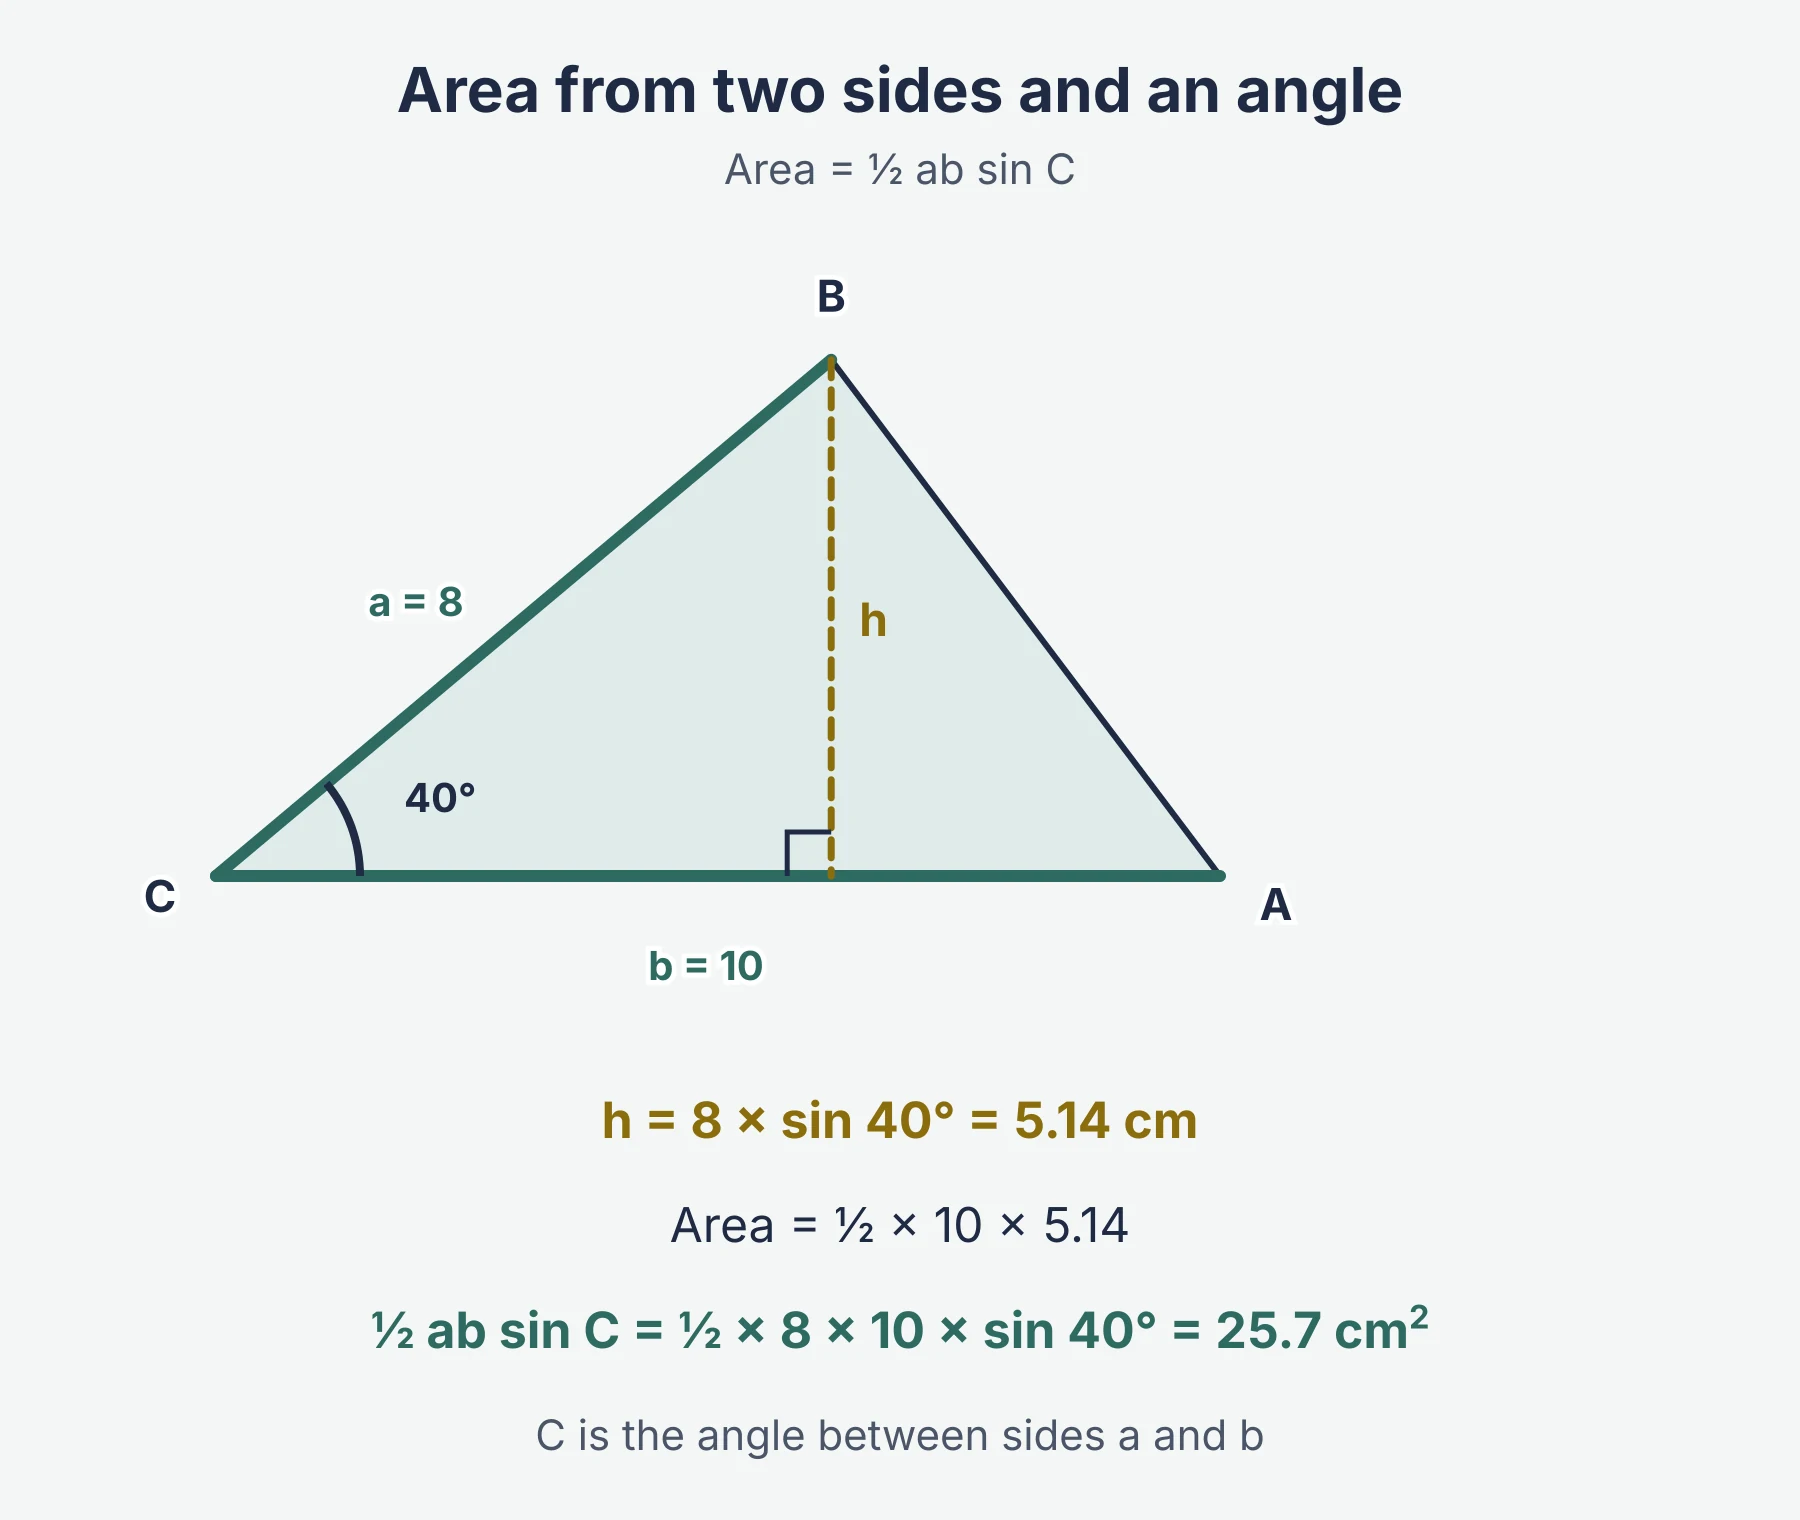 Area from two sides and an angle
Area = ½ ab sin C
B
a = 8
h
40°
C
A
b = 10
h = 8 × sin 40° = 5.14 cm
Area = ½ × 10 × 5.14
½ ab sin C = ½ × 8 × 10 × sin 40° = 25.7 cm²
C is the angle between sides a and b